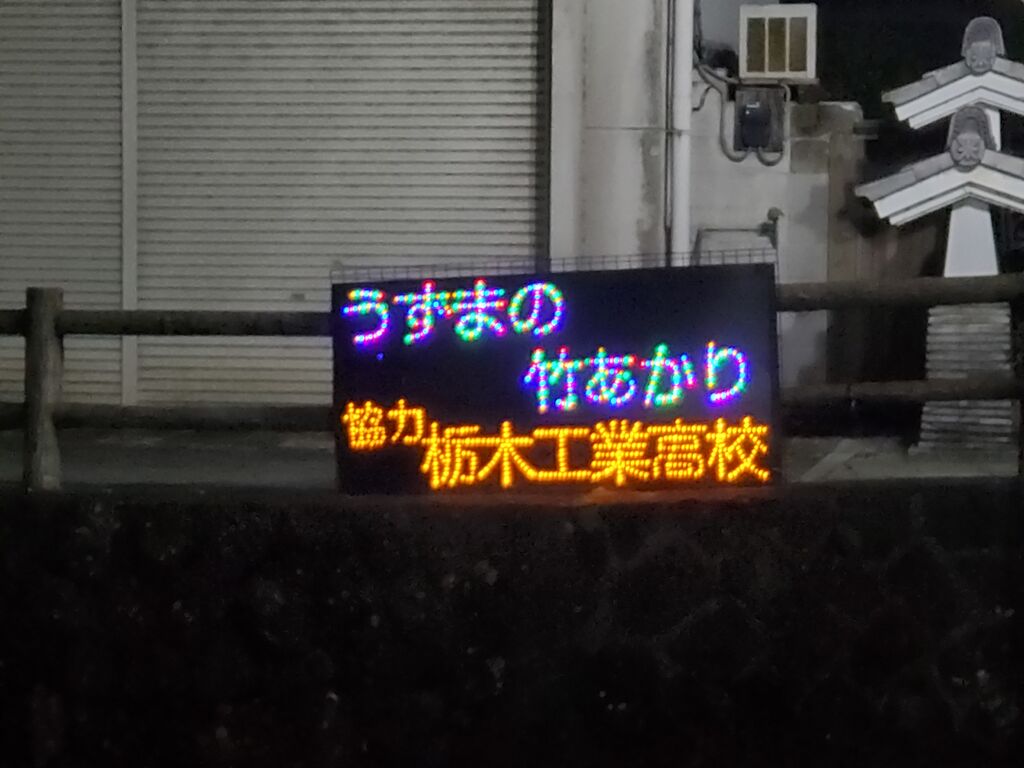 うずまの
竹あかり
協力 栃木工業高校